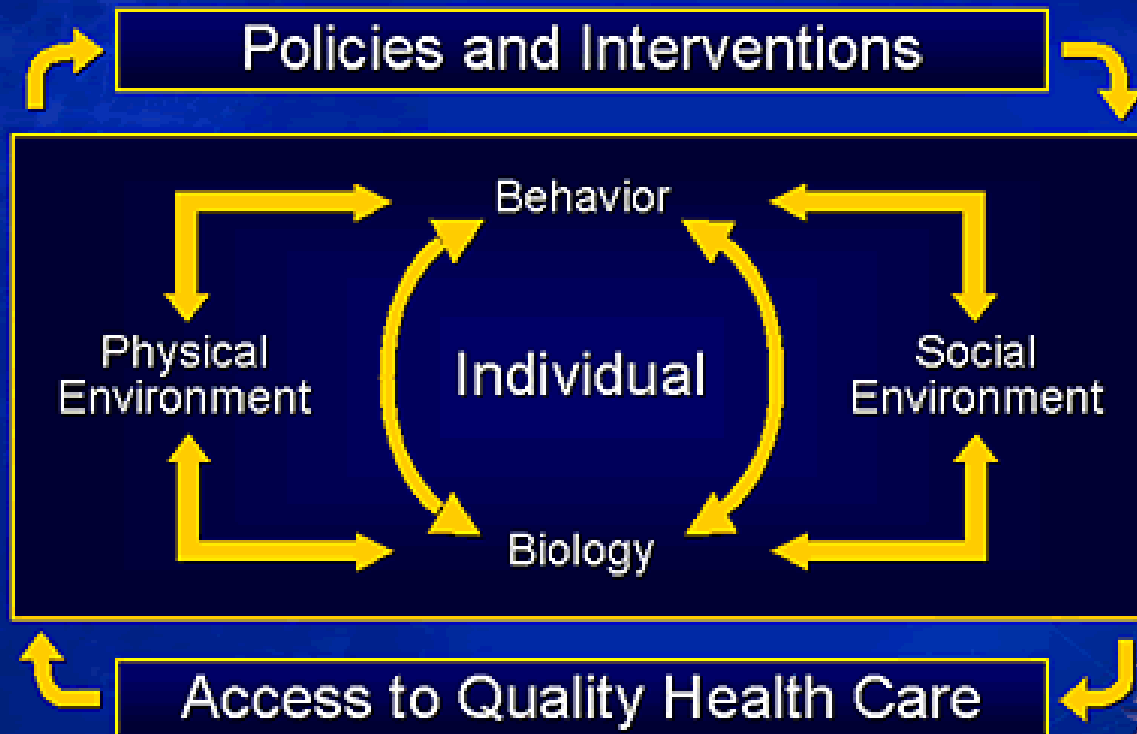 Policies and Interventions
Behavior
Physical
Environment
Individual
Social
Environment
Biology
Access to Quality Health Care